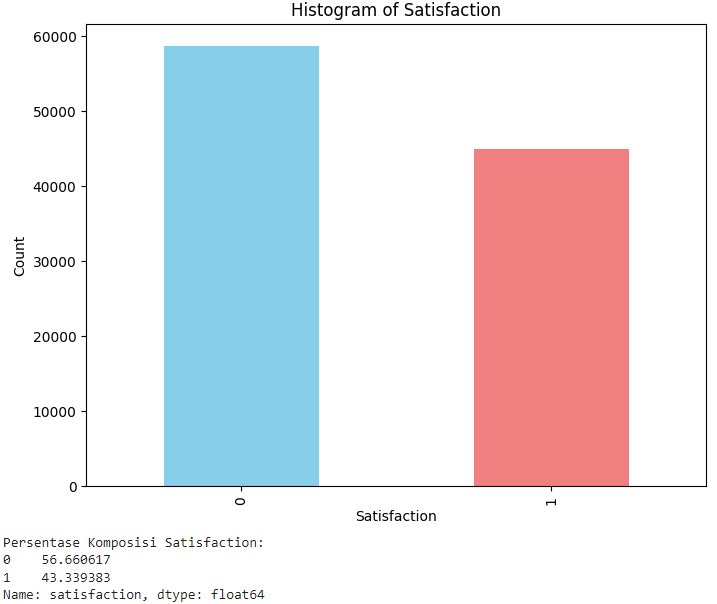 Histogram of Satisfaction
60000
50000
40000
30000
20000
10000
0
Count
0
1
Satisfaction
Persentase Komposisi Satisfaction:
0 56.660617
1 43.339383
Name: satisfaction, dtype: float64